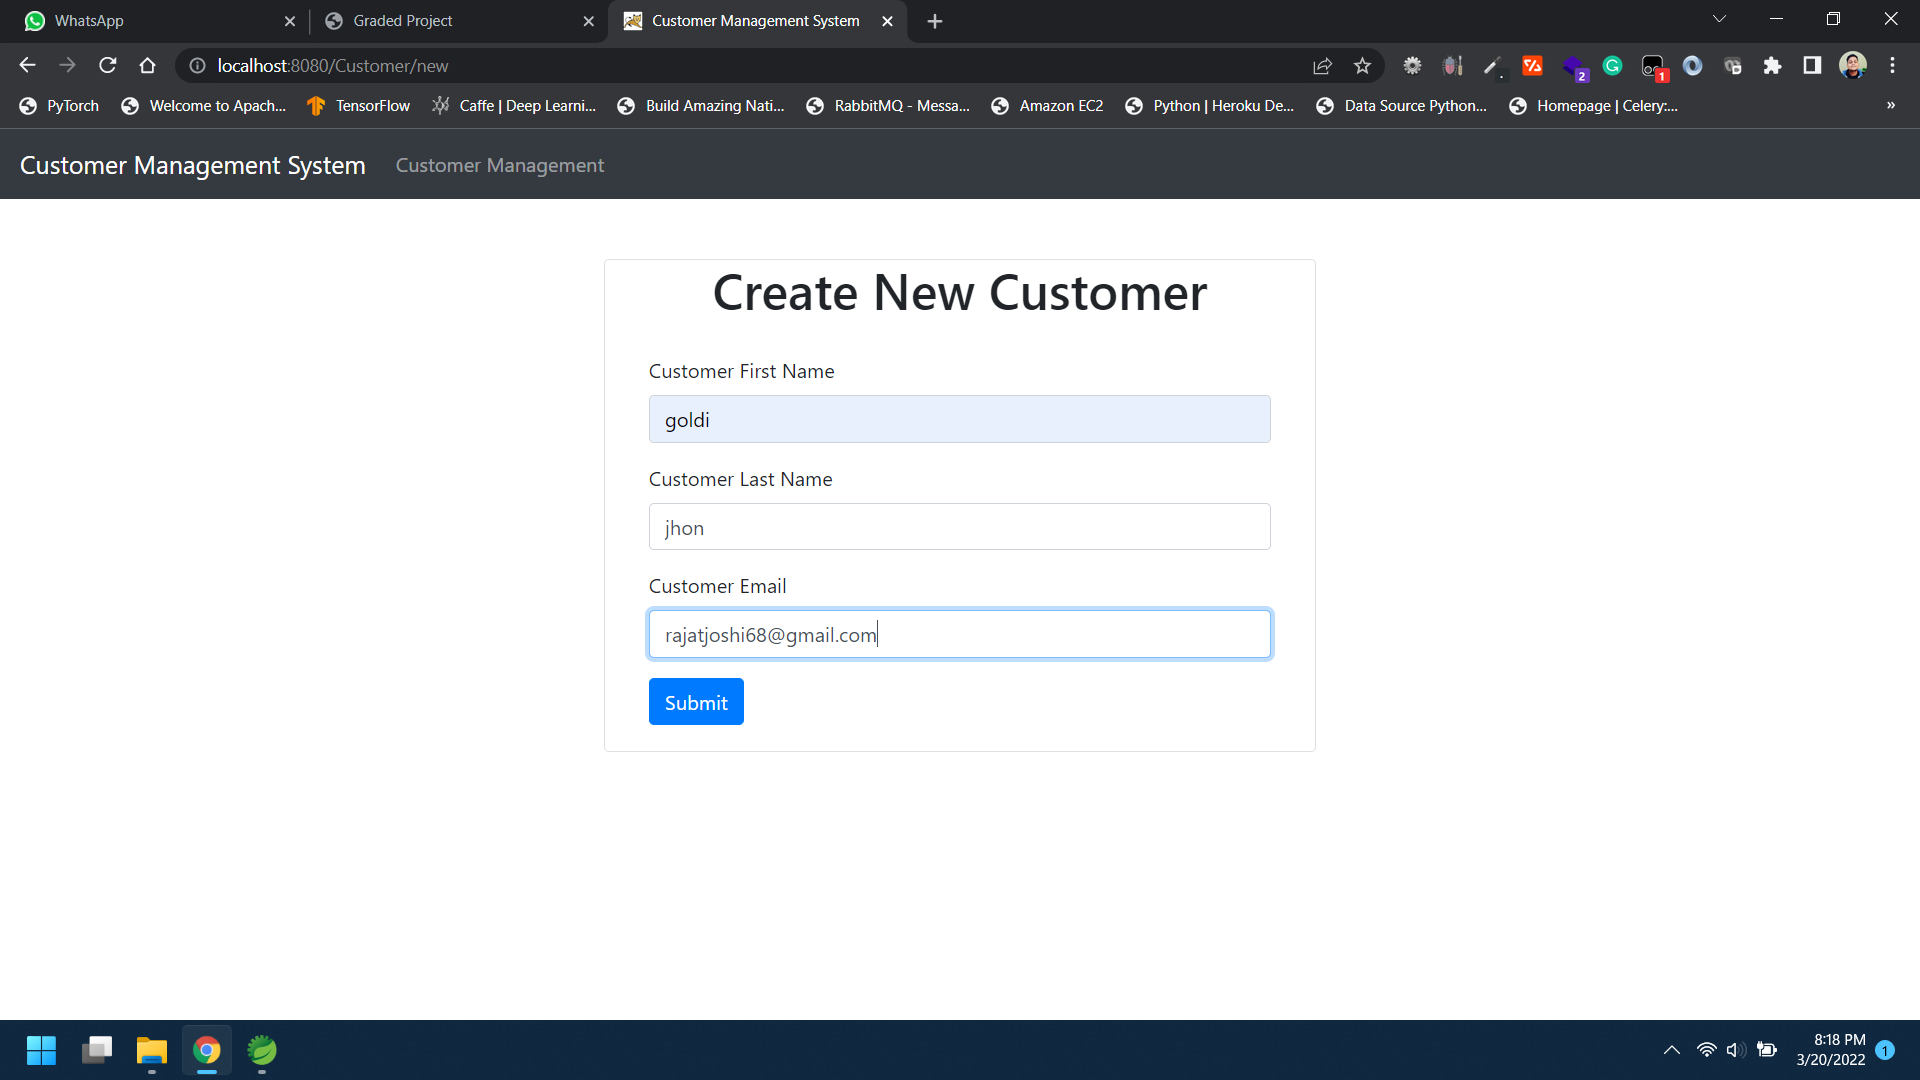 WhatsApp
Graded Project
Customer Management System
localhost:8080/Customer/new
2
1
PyTorch
Welcome to Apach...
TensorFlow
Caffe | Deep Learni...
Build Amazing Nati...
RabbitMQ - Messa...
Amazon EC2
Python | Heroku De...
Data Source Python...
Homepage | Celery:...
»
Customer Management System
Customer Management
Create New Customer
Customer First Name
goldi
Customer Last Name
jhon
Customer Email
rajatjoshi68@gmail.com
Submit
8:18 PM
3/20/2022
1